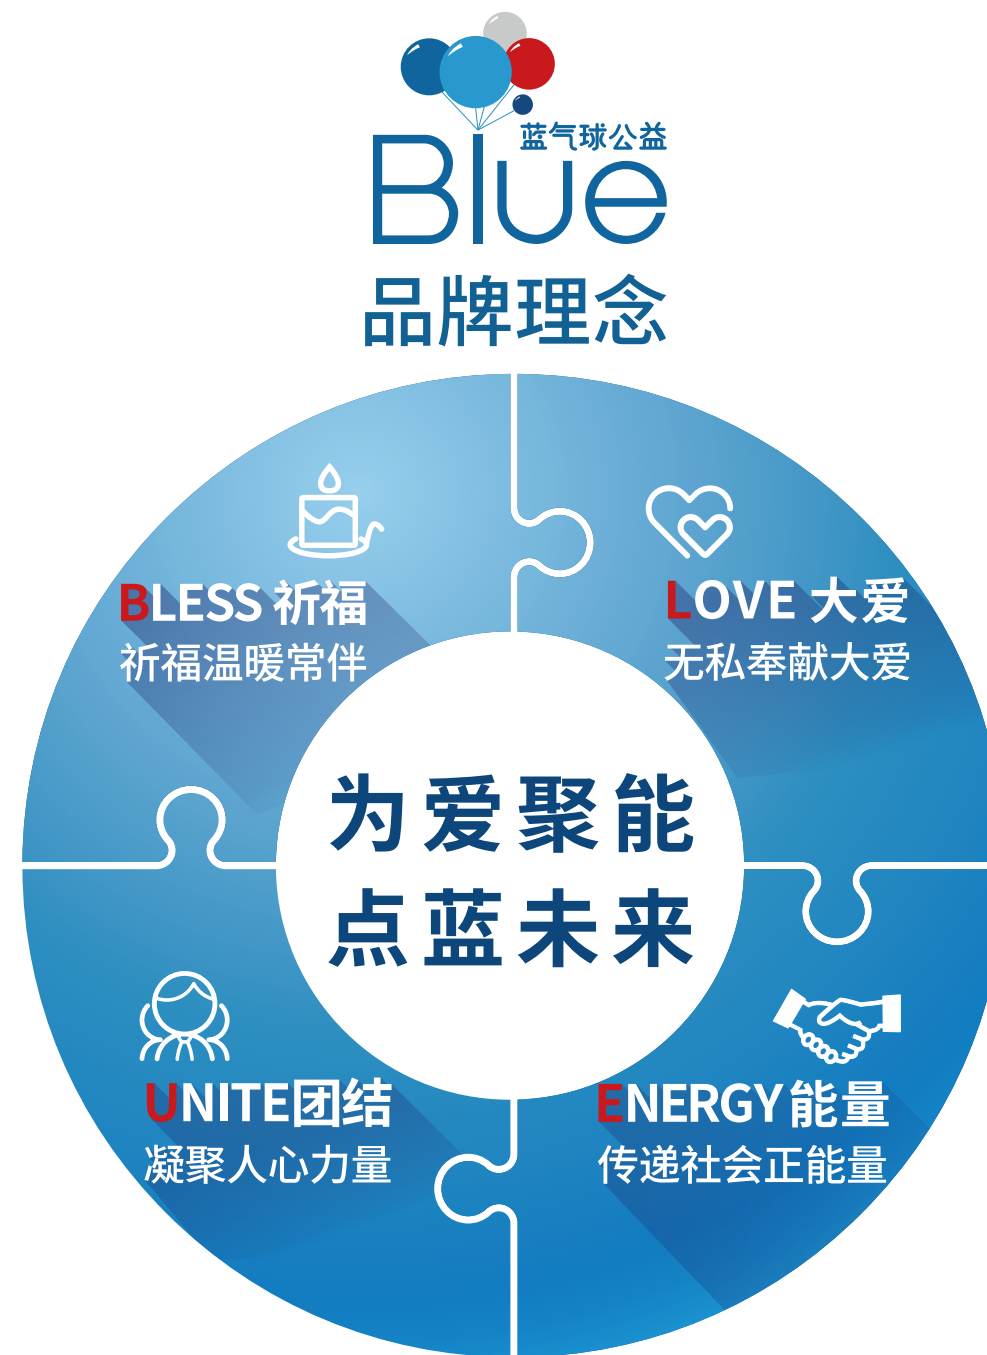 蓝气球公益
Blue
品牌理念
BLESS 祈福
祈福温暖常伴
LOVE 大爱
无私奉献大爱
为爱聚能
点蓝未来
UNITE团结
凝聚人心力量
ENERGY能量
传递社会正能量